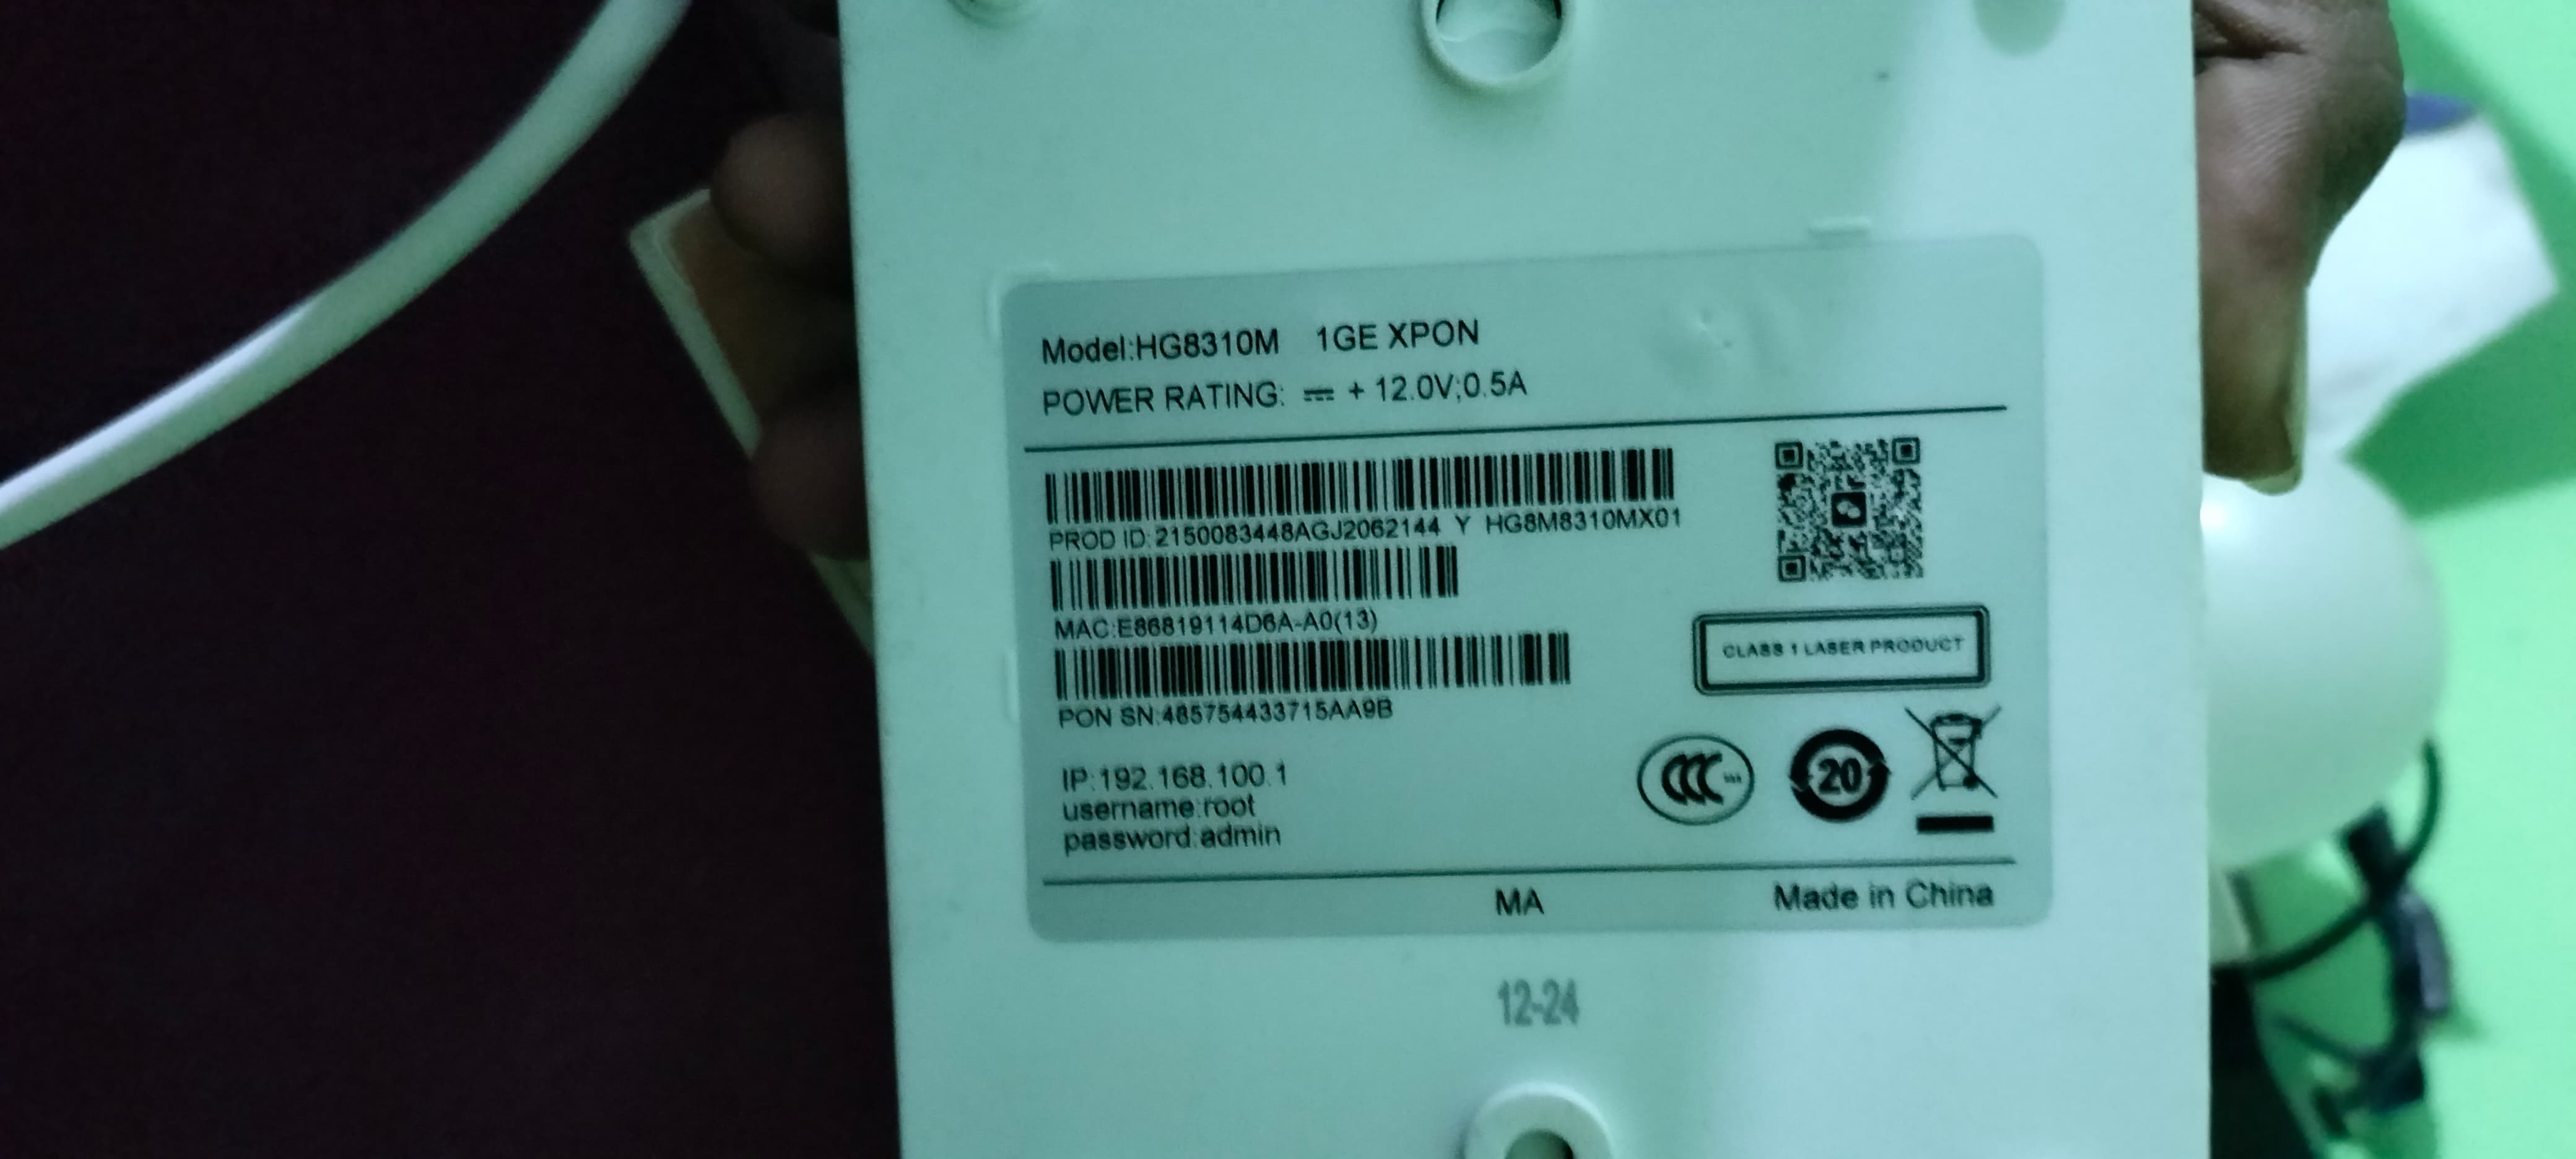 Model:HG8310M 1GE XPON
POWER RATING: ⎓ + 12.0V;0.5A
PROD ID:2150083448AGJ2062144 Y HG8M8310MX01
MAC:E86819114D6A-A0(13)
PON SN:485754433715AA9B
CLASS 1 LASER PRODUCT
IP:192.168.100.1
username:root
password:admin
CCC
20
MA Made in China
12-24